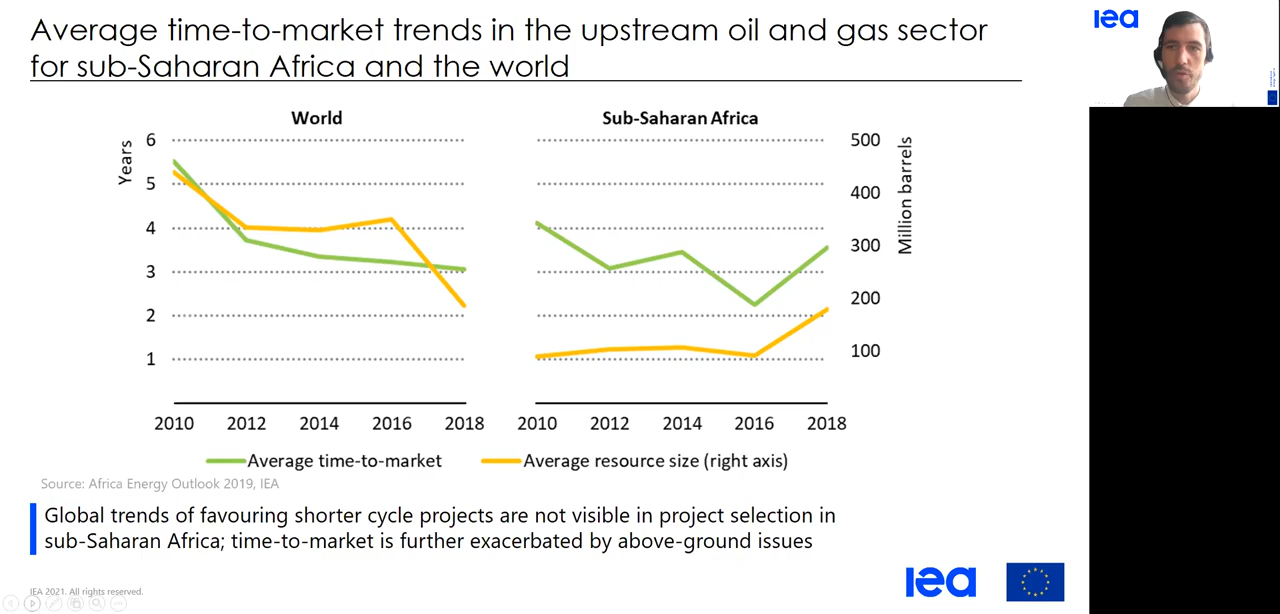 Average time-to-market trends in the upstream oil and gas sector
for sub-Saharan Africa and the world
iea
World
Sub-Saharan Africa
Years
6
5
4
3
2
1
500
400
300
200
100
Million barrels
2010 2012 2014 2016 2018
2010 2012 2014 2016 2018
Average time-to-market
Average resource size (right axis)
Source: Africa Energy Outlook 2019, IEA
Global trends of favouring shorter cycle projects are not visible in project selection in
sub-Saharan Africa; time-to-market is further exacerbated by above-ground issues
iea
IEA 2021. All rights reserved.